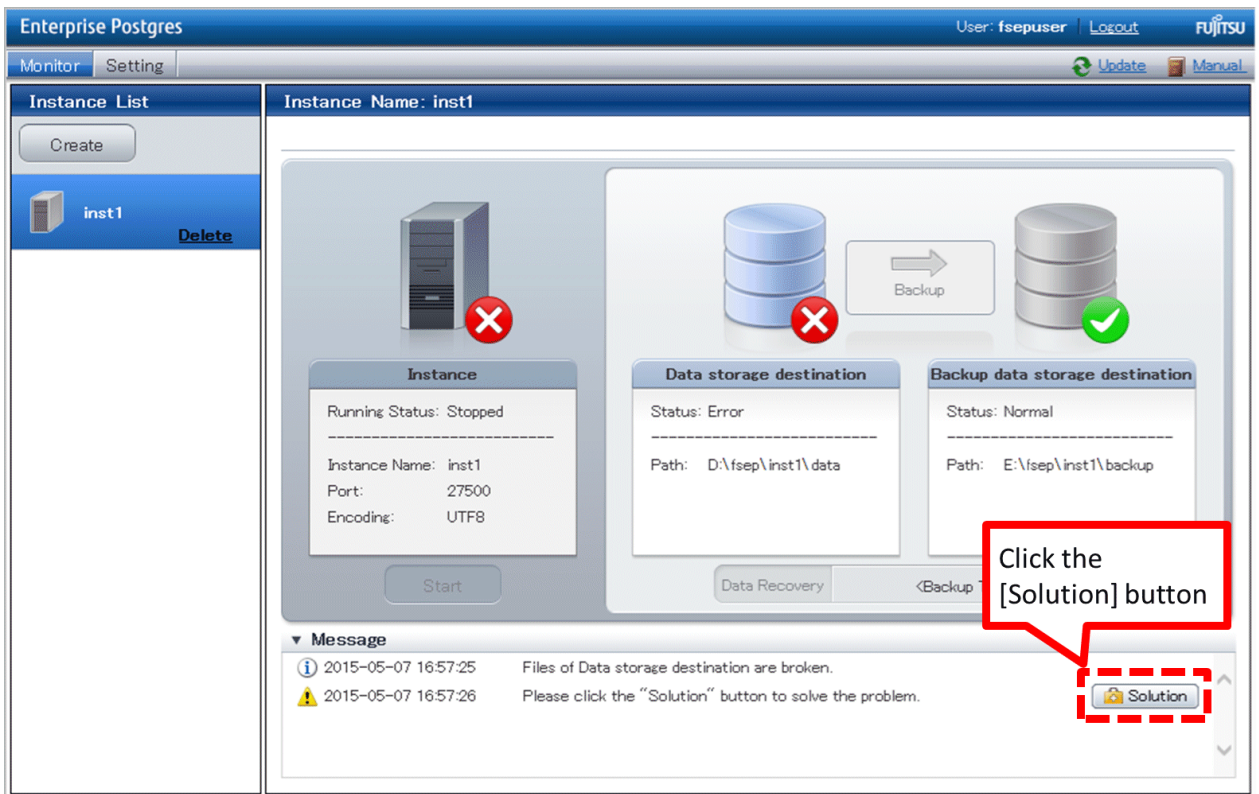 Enterprise Postgres
User: fsepuser
Logout
FUJITSU
Monitor
Setting
Update
Manual
Instance List
Create
inst1
Delete
Instance Name: inst1
Backup
Instance
Running Status: Stopped
--------------------------
Instance Name: inst1
Port: 27500
Encoding: UTF8
Start
Data storage destination
Status: Error
--------------------------
Path: D:\fsep\inst1\data
Backup data storage destination
Status: Normal
--------------------------
Path: E:\fsep\inst1\backup
Data Recovery
<Backup
Click the
[Solution] button
▼ Message
2015-05-07 16:57:25 Files of Data storage destination are broken.
2015-05-07 16:57:26 Please click the "Solution" button to solve the problem.
Solution